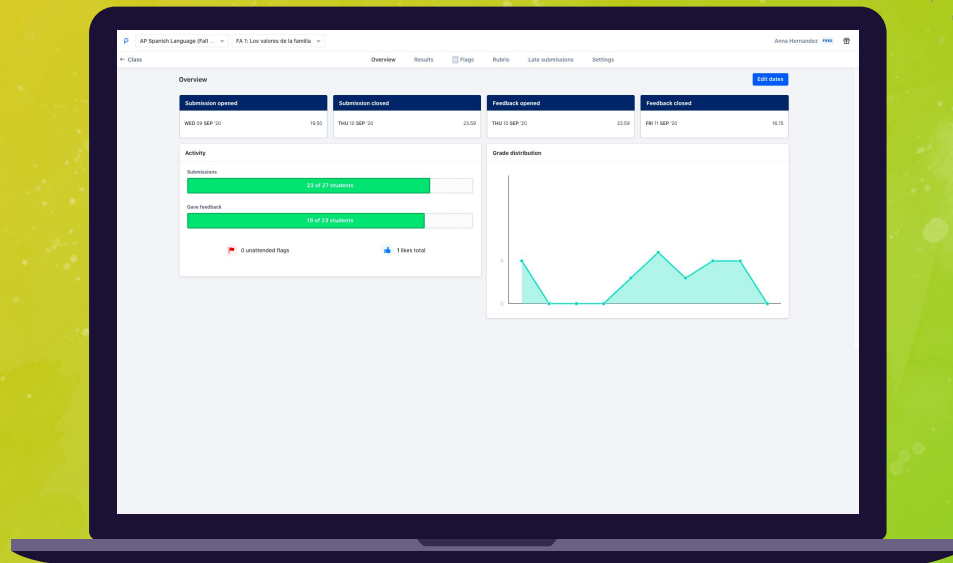 AP Spanish Language (Fall ... FA 1: Los valores de la familia Anna Hernandez FREE
← Class Overview Results Flags Rubric Late submissions Settings
Overview Edit dates
Submission opened Submission closed Feedback opened Feedback closed
WED 09 SEP '20 19.50 THU 10 SEP '20 23.59 THU 10 SEP '20 23.59 FRI 11 SEP '20 16.15
Activity Grade distribution
Submissions
23 of 27 students
Gave feedback
19 of 23 students
0 unattended flags 1 likes total
0